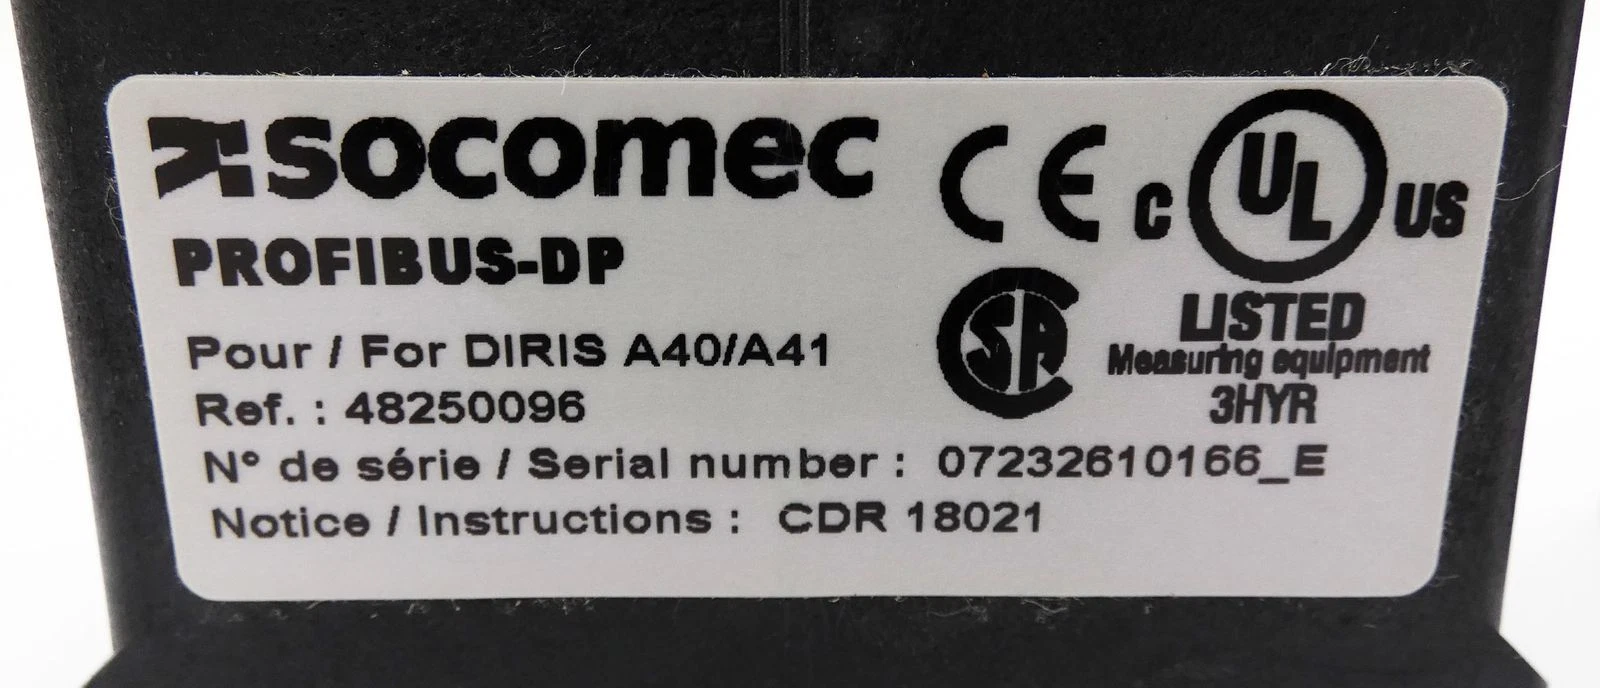 socomec
CE
C UL US
PROFIBUS-DP
SA
LISTED
Measuring equipment
3HYR
Pour / For DIRIS A40/A41
Ref. : 48250096
N° de série / Serial number : 07232610166_E
Notice / Instructions : CDR 18021